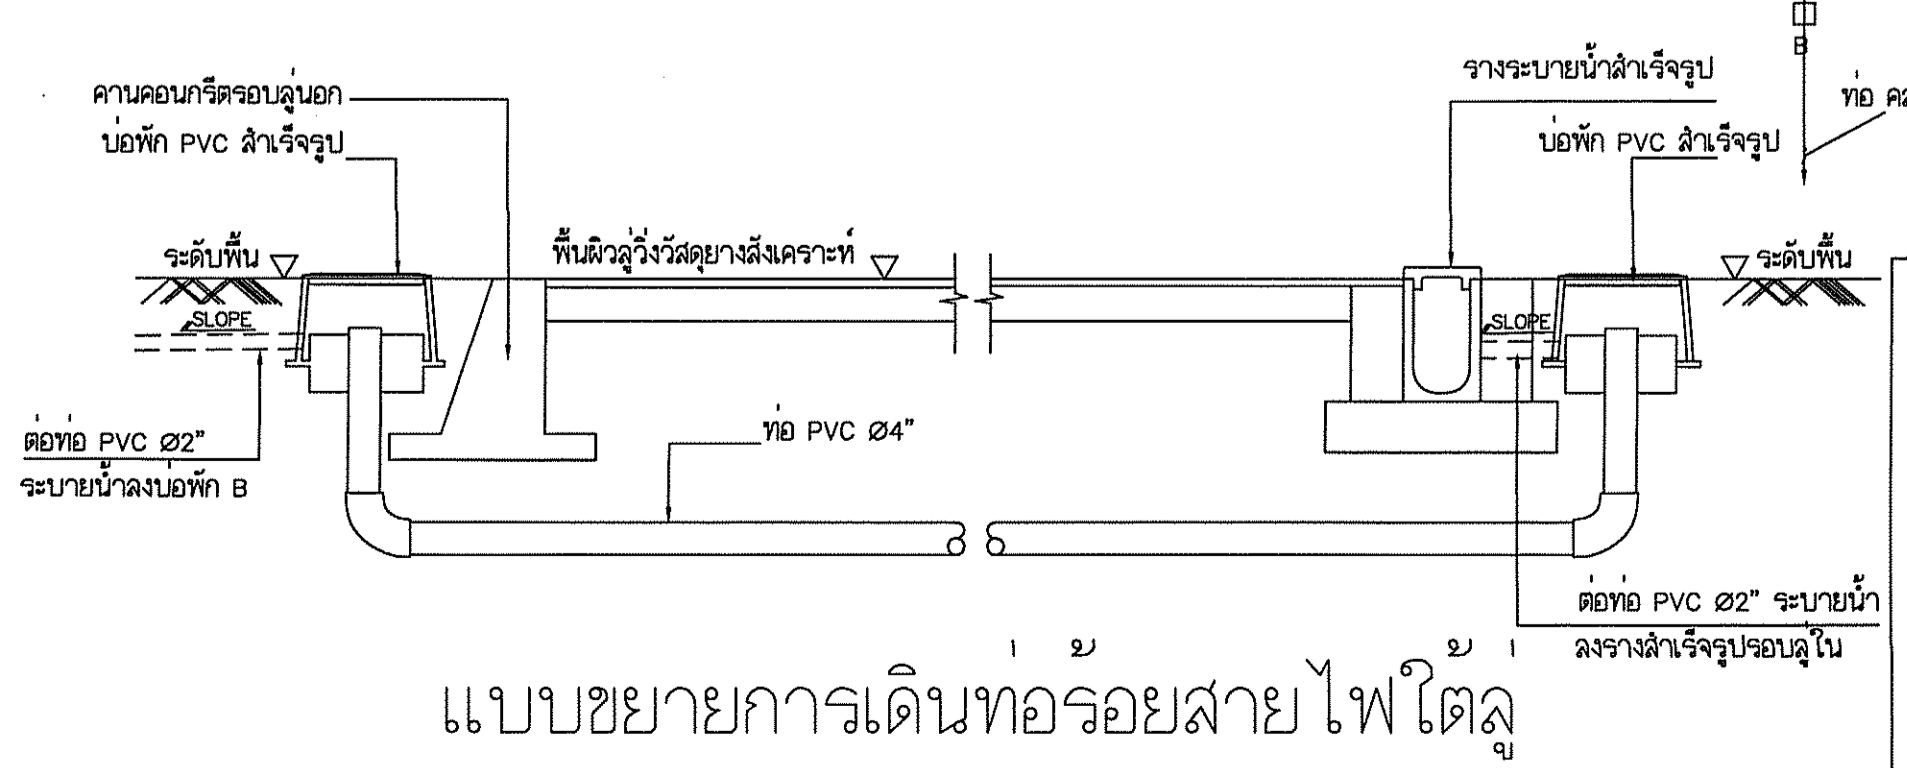 B
รางระบายน้ำสำเร็จรูป
คานคอนกรีตรอบลู่นอก
ท่อ
บ่อพัก PVC สำเร็จรูป
บ่อพัก PVC สำเร็จรูป
ระดับพื้น
พื้นผิวลู่วิ่งวัสดุยางสังเคราะห์
ระดับพื้น
SLOPE
SLOPE
ต่อท่อ PVC Ø2"
ระบายน้ำลงบ่อพัก B
ท่อ PVC Ø4"
ต่อท่อ PVC Ø2" ระบายน้ำ
ลงรางสำเร็จรูปรอบลู่ใน
แบบขยายการเดินท่อร้อยสายไฟใต้ลู่